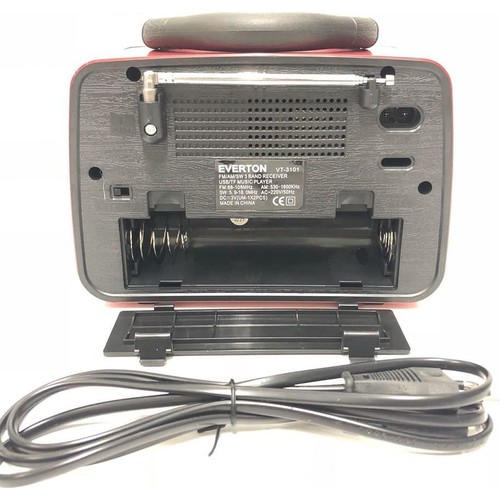 EVERTON VT-3101
FM/AM/SW 3 BAND RECEIVER
USB/TF MUSIC PLAYER
FM:88-108MHz AM: 530-1600KHz
SW: 5.9-18.0MHz AC~220V/50Hz
DC⎓3V(UM-1X2PCS)
MADE IN CHINA CE